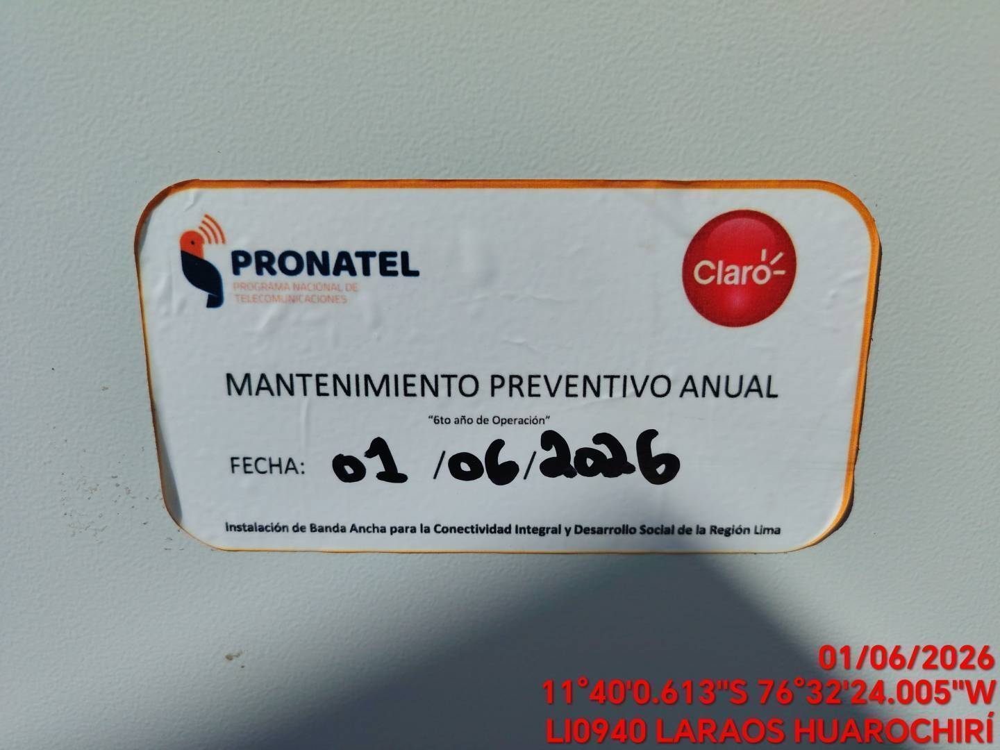 PRONATEL
PROGRAMA NACIONAL DE
TELECOMUNICACIONES
Claro
MANTENIMIENTO PREVENTIVO ANUAL
"6to año de Operación"
FECHA: 01/06/2026
Instalación de Banda Ancha para la Conectividad Integral y Desarrollo Social de la Región Lima
01/06/2026
11°40'0.613"S 76°32'24.005"W
LI0940 LARAOS HUAROCHIRÍ